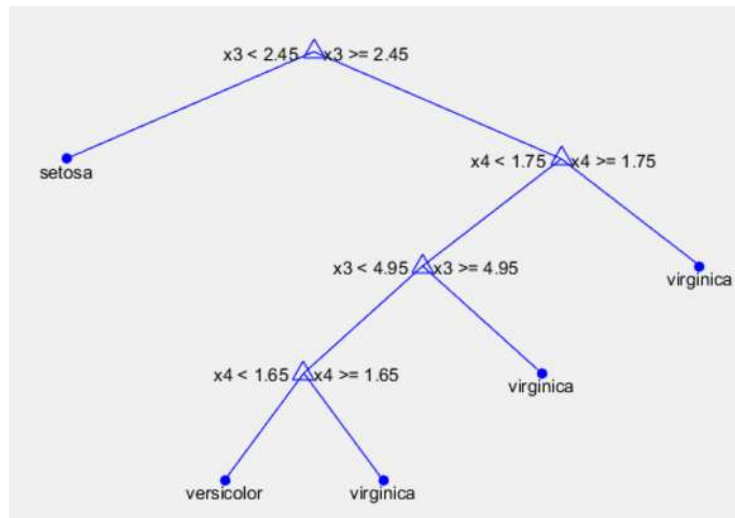 x3 < 2.45 x3 >= 2.45
setosa
x4 < 1.75 x4 >= 1.75
x3 < 4.95 x3 >= 4.95
virginica
x4 < 1.65 x4 >= 1.65
virginica
versicolor virginica